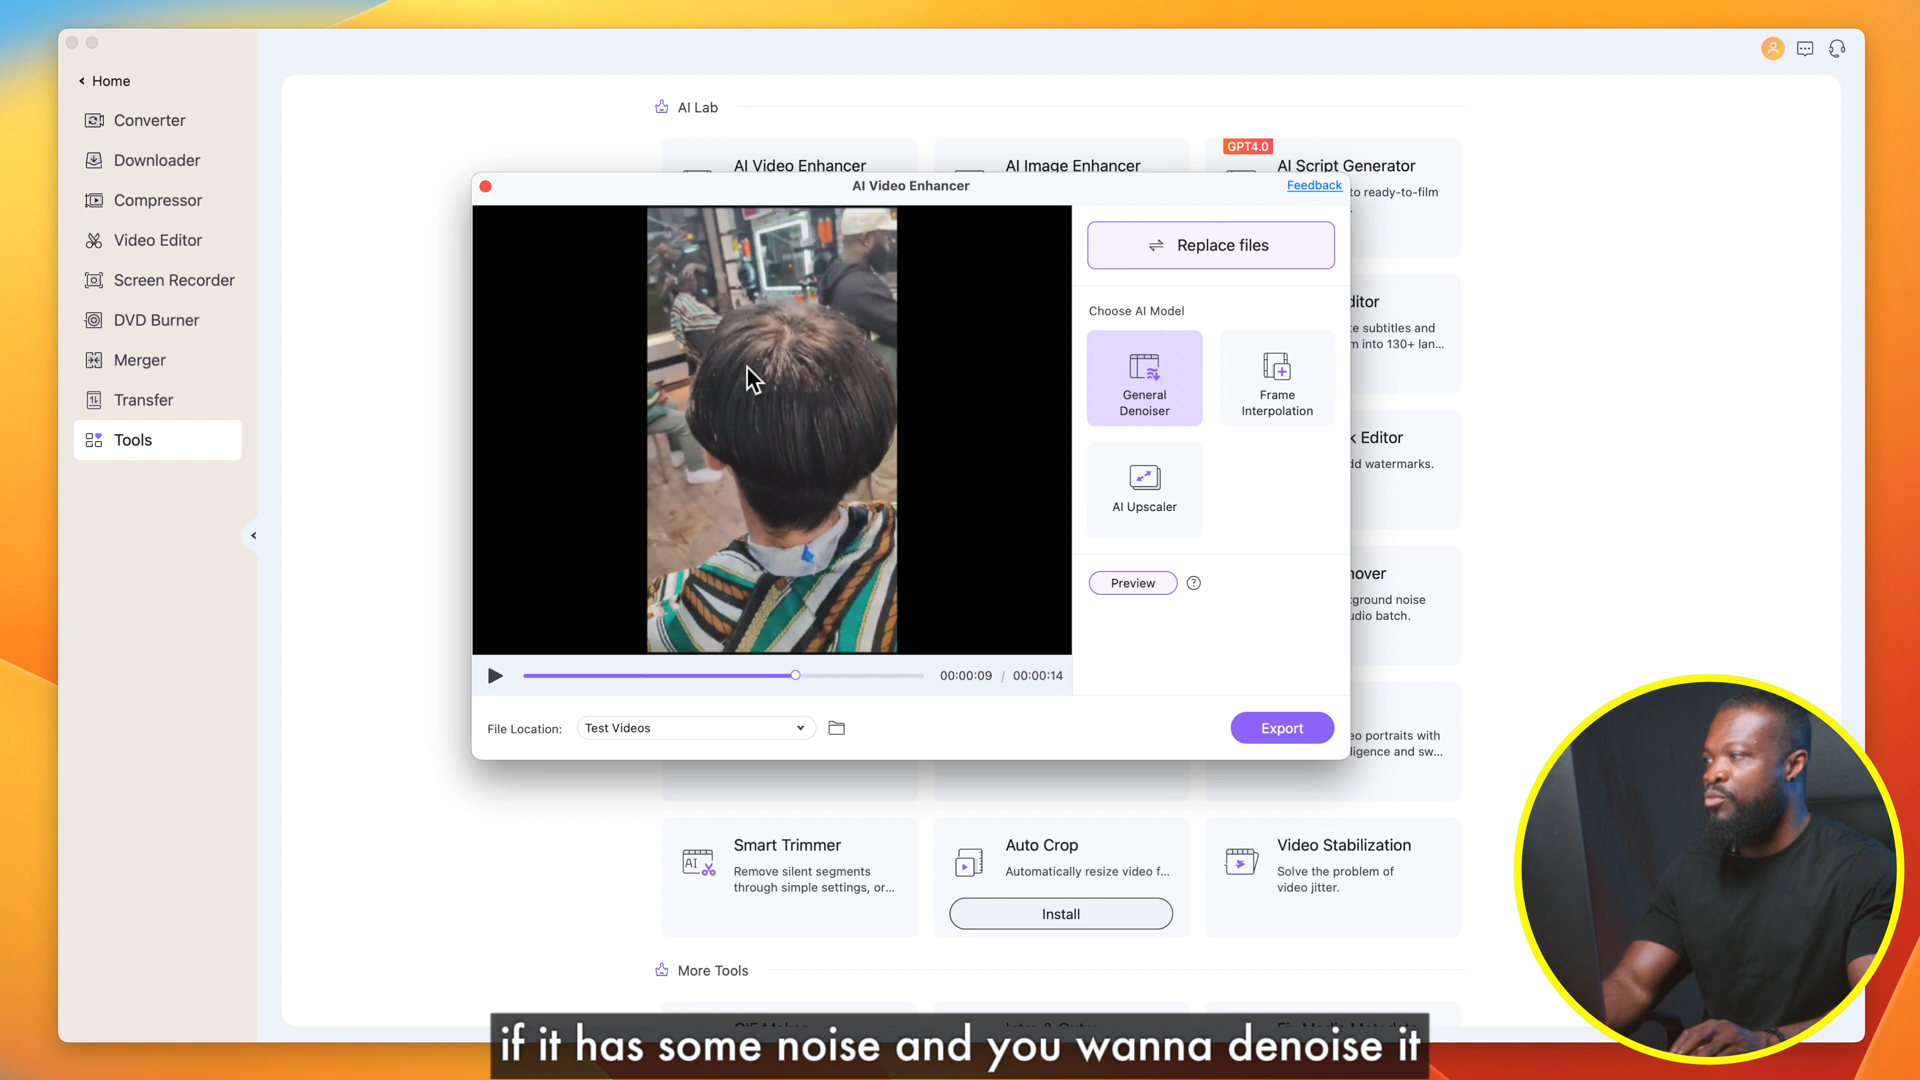 Home
Converter
Downloader
Compressor
Video Editor
Screen Recorder
DVD Burner
Merger
Transfer
Tools
AI Lab
AI Video Enhancer
AI Image Enhancer
GPT4.0
AI Script Generator
to ready-to-film
AI Video Enhancer
Feedback
Replace files
Choose AI Model
General
Denoiser
Frame
Interpolation
AI Upscaler
Preview
00:00:09 / 00:00:14
File Location:
Test Videos
Export
ditor
e subtitles and
m into 130+ lan...
k Editor
dd watermarks.
over
ground noise
udio batch.
eo portraits with
ligence and sw...
Smart Trimmer
Remove silent segments
through simple settings, or...
Auto Crop
Automatically resize video f...
Install
Video Stabilization
Solve the problem of
video jitter.
More Tools
if it has some noise and you wanna denoise it